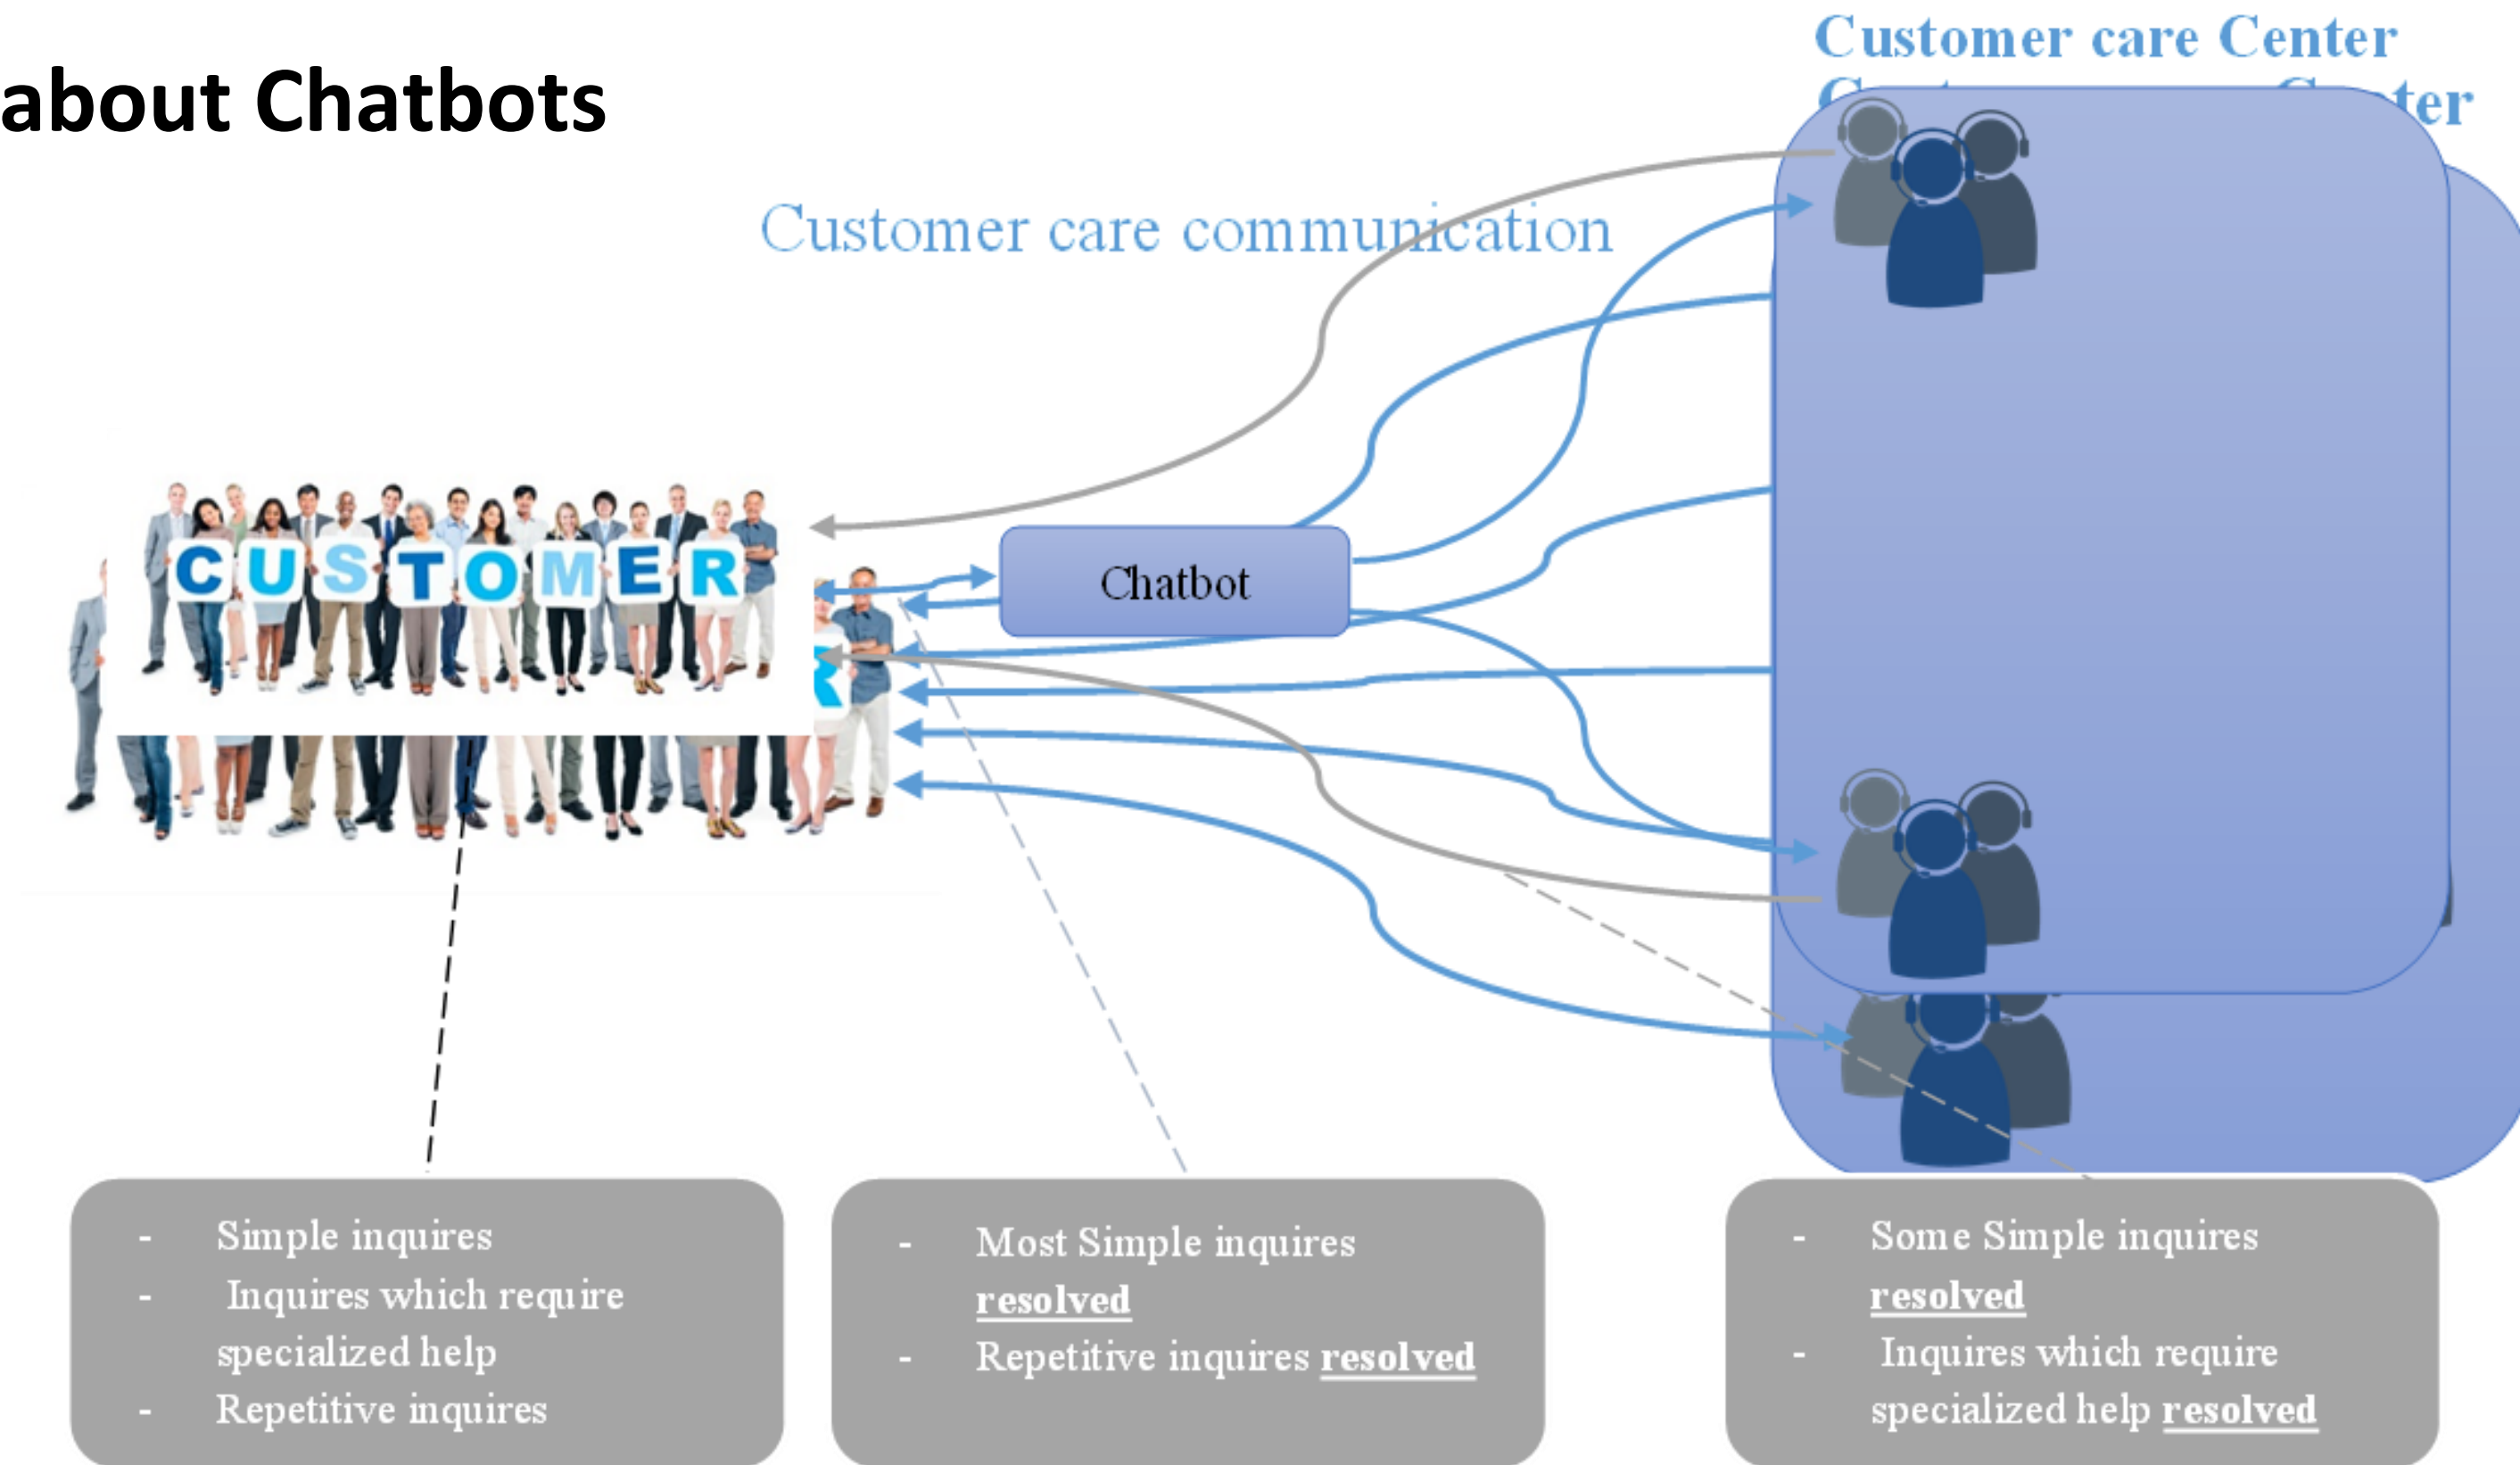 about Chatbots
Customer care Center
ter
Customer care communication
CUSTOMER
R
Chatbot
- Simple inquires
- Inquires which require
specialized help
- Repetitive inquires
- Most Simple inquires
resolved
- Repetitive inquires resolved
- Some Simple inquires
resolved
- Inquires which require
specialized help resolved